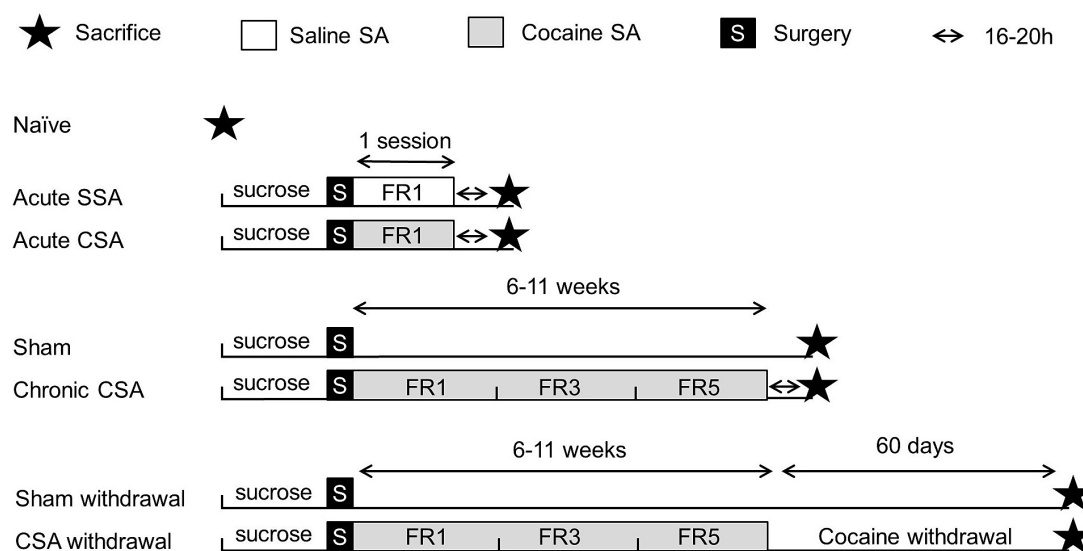 Sacrifice Saline SA Cocaine SA S Surgery 16-20h
Naïve
1 session
Acute SSA sucrose S FR1
Acute CSA sucrose S FR1
6-11 weeks
Sham sucrose S
Chronic CSA sucrose S FR1 FR3 FR5
6-11 weeks 60 days
Sham withdrawal sucrose S
CSA withdrawal sucrose S FR1 FR3 FR5 Cocaine withdrawal